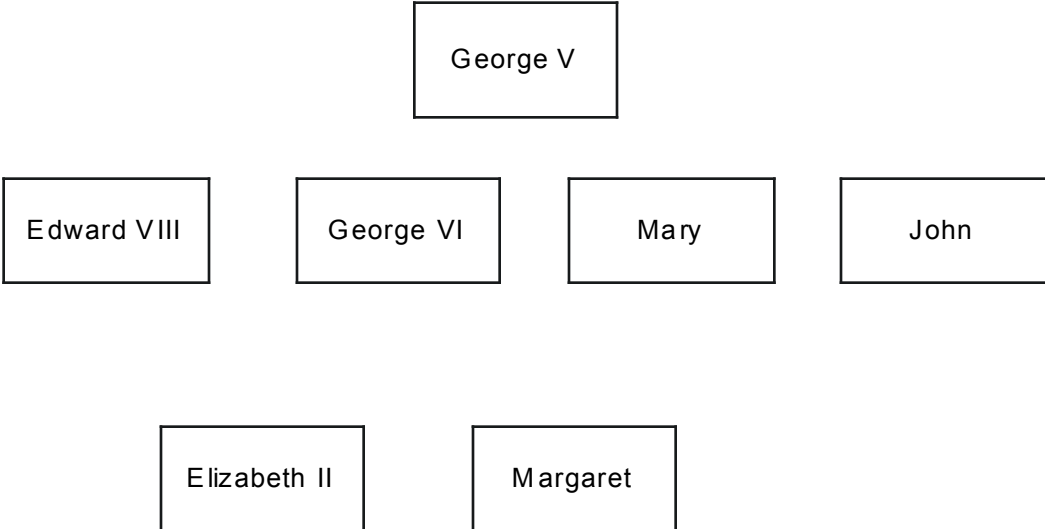 George V
Edward VIII
George VI
Mary
John
Elizabeth II
Margaret